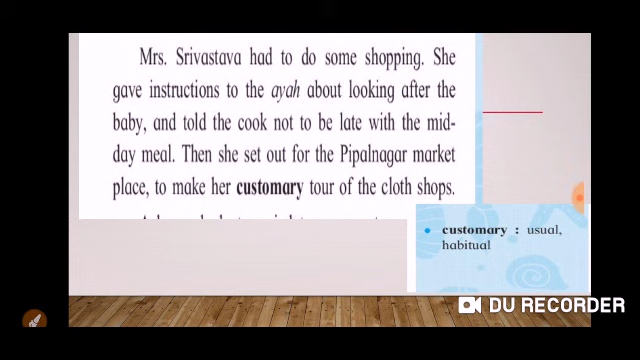 Mrs. Srivastava had to do some shopping. She
gave instructions to the ayah about looking after the
baby, and told the cook not to be late with the mid-
day meal. Then she set out for the Pipalnagar market
place, to make her customary tour of the cloth shops.
• customary : usual,
habitual
DU RECORDER